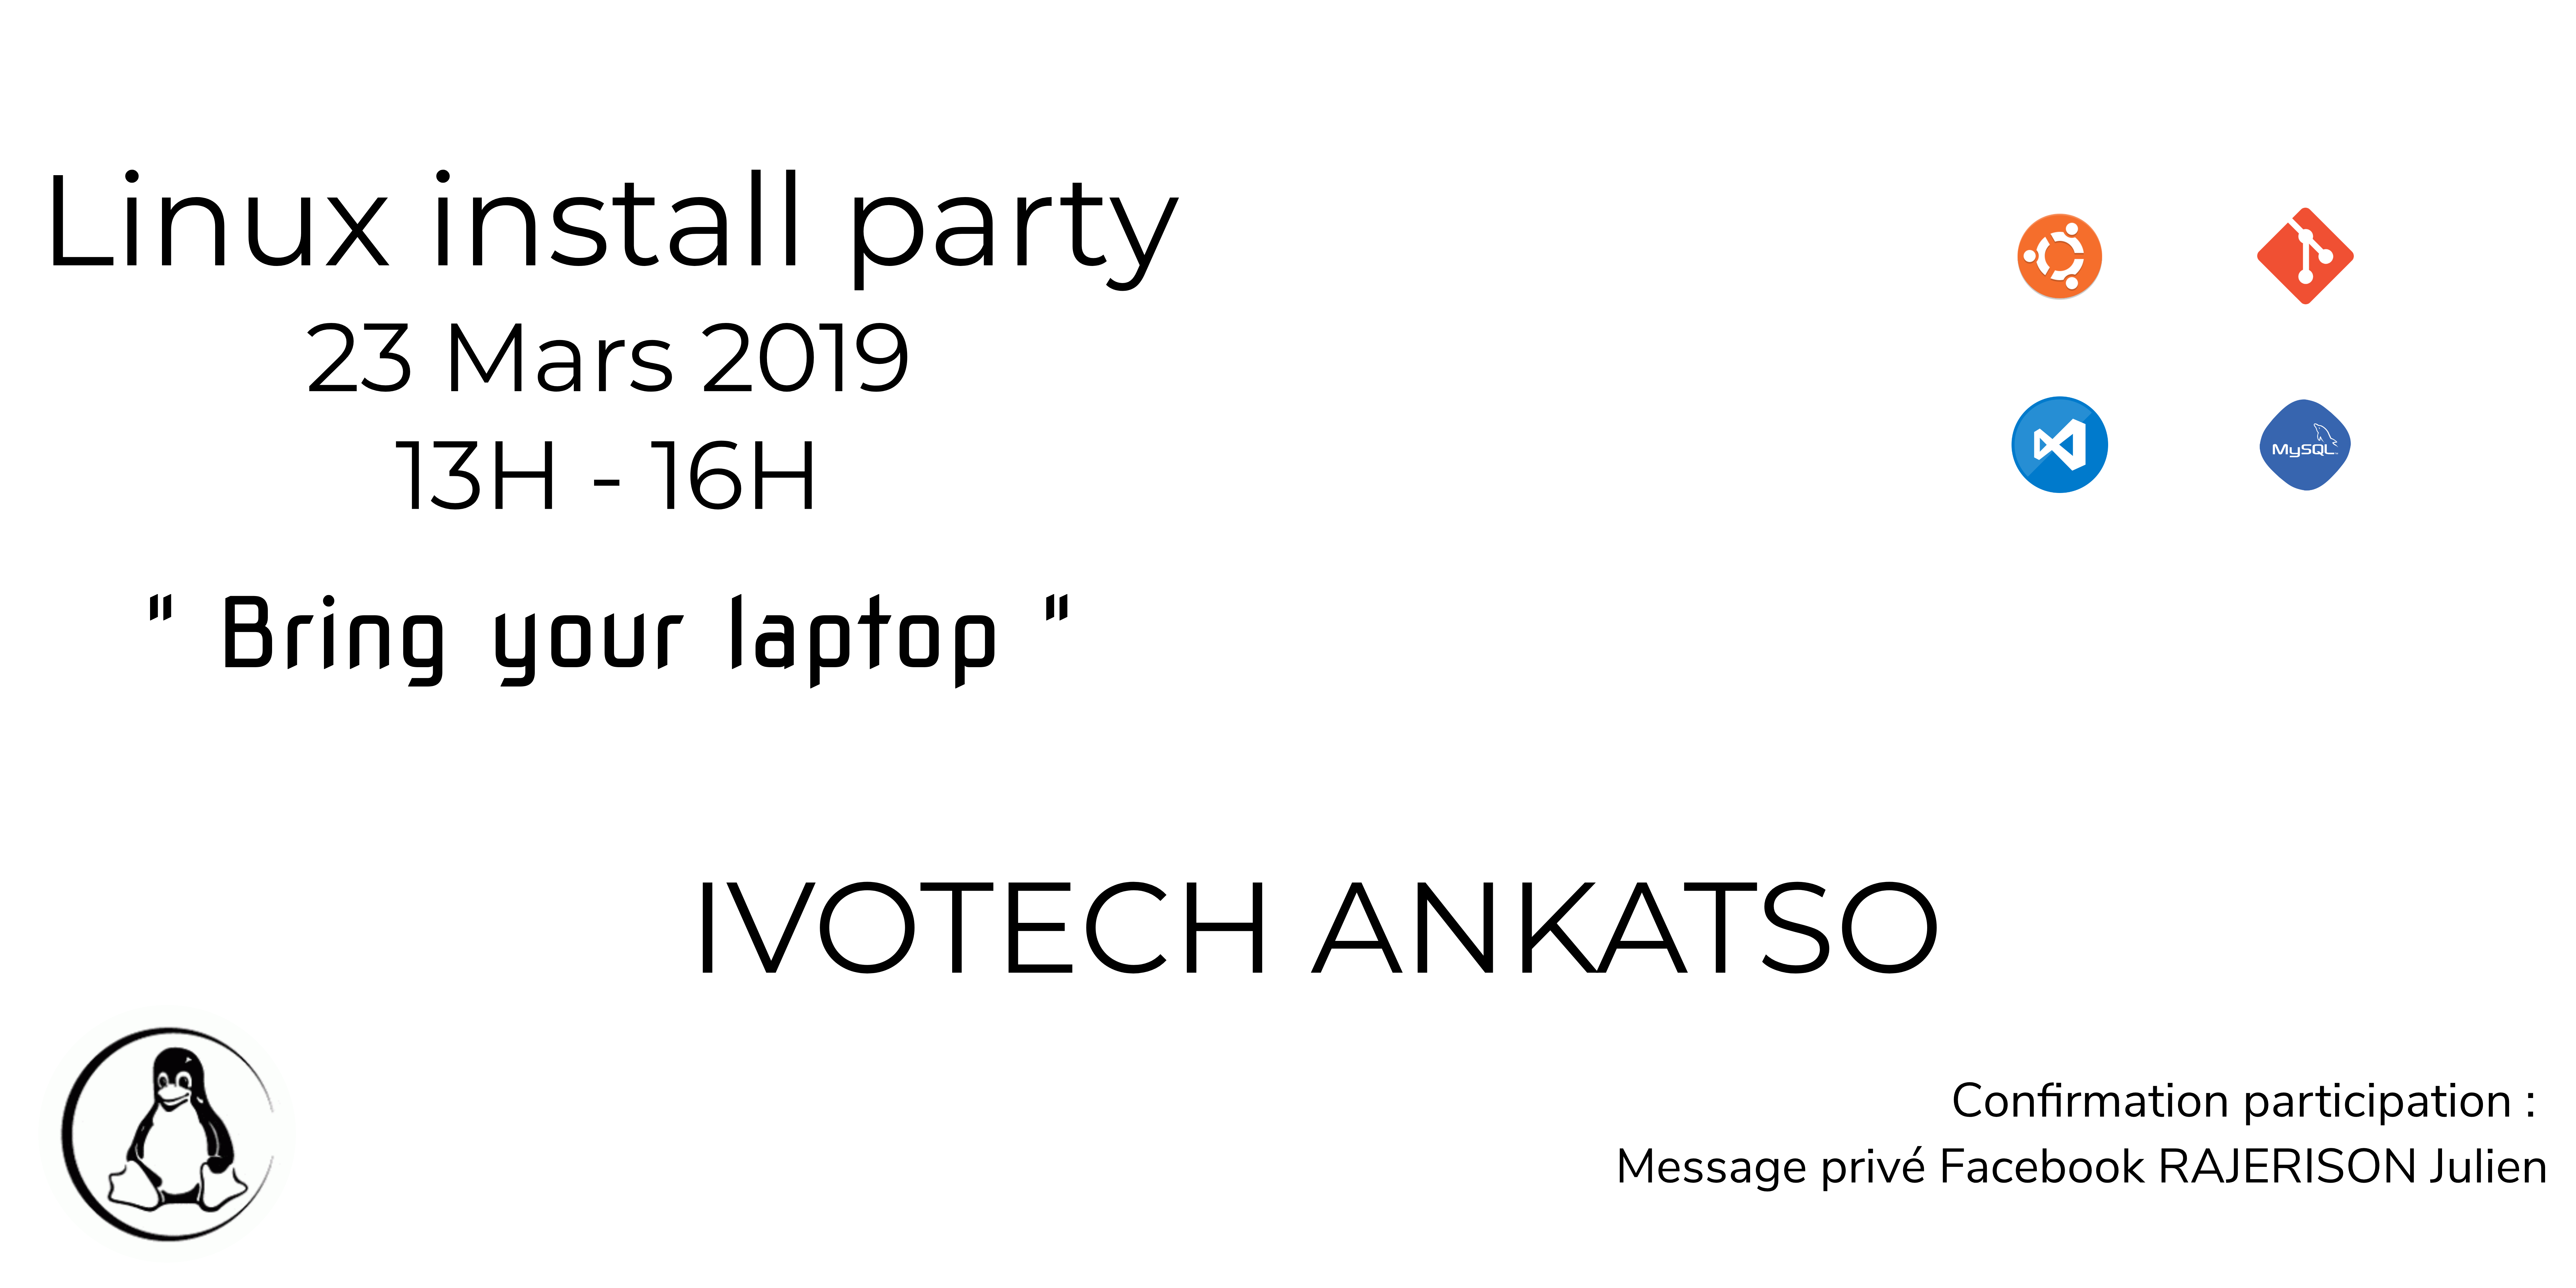 Linux install party
23 Mars 2019
13H - 16H
" Bring your laptop "
MySQL
IVOTECH ANKATSO
Confirmation participation :
Message privé Facebook RAJERISON Julien